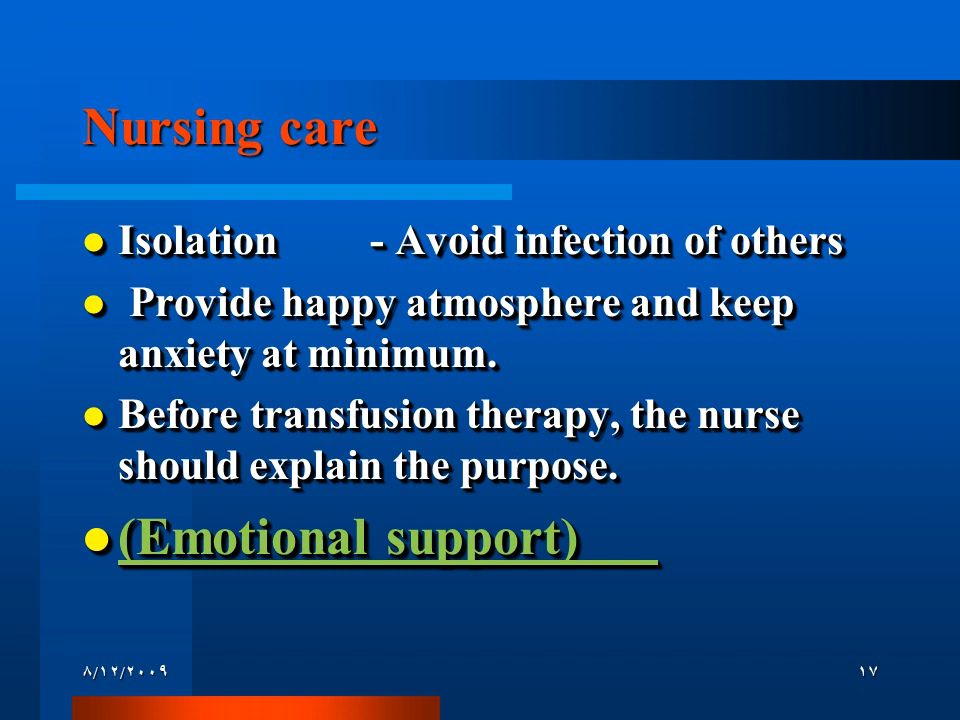 Nursing care
Isolation - Avoid infection of others
Provide happy atmosphere and keep
anxiety at minimum.
Before transfusion therapy, the nurse
should explain the purpose.
(Emotional support)
٨/١٢/٢٠٠٩
١٧